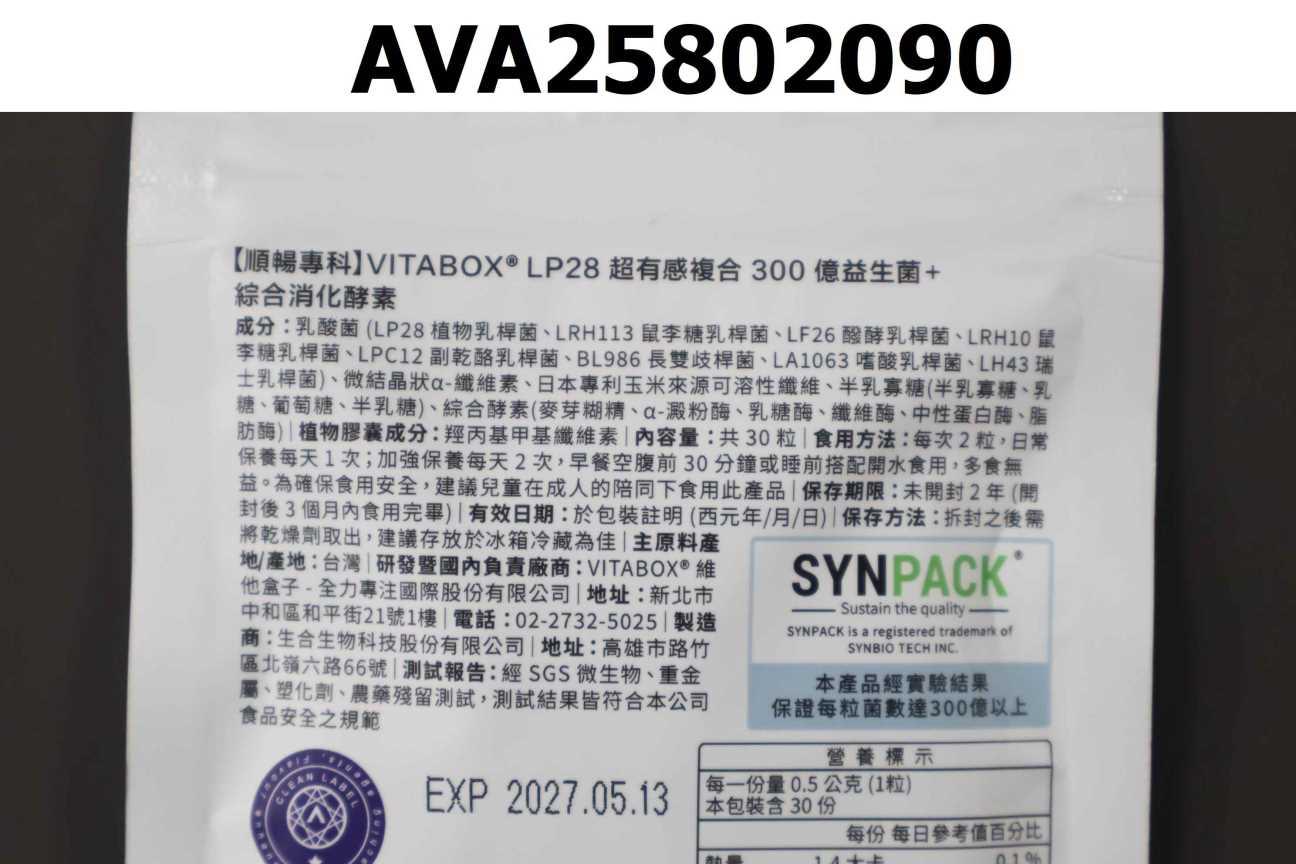 AVA25802090
【順暢專科】VITABOX® LP28 超有感複合 300 億益生菌+
綜合消化酵素
成分：乳酸菌 (LP28 植物乳桿菌、LRH113 鼠李糖乳桿菌、LF26 醱酵乳桿菌、LRH10 鼠
李糖乳桿菌、LPC12 副乾酪乳桿菌、BL986 長雙歧桿菌、LA1063 嗜酸乳桿菌、LH43 瑞
士乳桿菌)、微結晶狀α-纖維素、日本專利玉米來源可溶性纖維、半乳寡糖(半乳寡糖、乳
糖、葡萄糖、半乳糖)、綜合酵素(麥芽糊精、α-澱粉酶、乳糖酶、纖維酶、中性蛋白酶、脂
肪酶)|植物膠囊成分：羥丙基甲基纖維素|內容量：共 30 粒|食用方法：每次 2 粒，日常
保養每天 1 次；加強保養每天 2 次，早餐空腹前 30 分鐘或睡前搭配開水食用，多食無
益。為確保食用安全，建議兒童在成人的陪同下食用此產品|保存期限：未開封 2 年 (開
封後 3 個月內食用完畢)|有效日期：於包裝註明 (西元年/月/日)|保存方法：拆封之後需
將乾燥劑取出，建議存放於冰箱冷藏為佳|主原料產
地/產地：台灣|研發暨國內負責廠商：VITABOX® 維
他盒子 - 全力專注國際股份有限公司|地址：新北市
中和區和平街21號1樓|電話：02-2732-5025|製造
商：生合生物科技股份有限公司|地址：高雄市路竹
區北嶺六路66號|測試報告：經 SGS 微生物、重金
屬、塑化劑、農藥殘留測試，測試結果皆符合本公司
食品安全之規範
SYNPACK®
Sustain the quality
SYNPACK is a registered trademark of
SYNBIO TECH INC.
本產品經實驗結果
保證每粒菌數達300億以上
CLEAN LABEL
EXP 2027.05.13
營養標示
每一份量 0.5 公克 (1粒)
本包裝含 30 份
每份 每日參考值百分比
熱量 1.4 大卡 0.1%